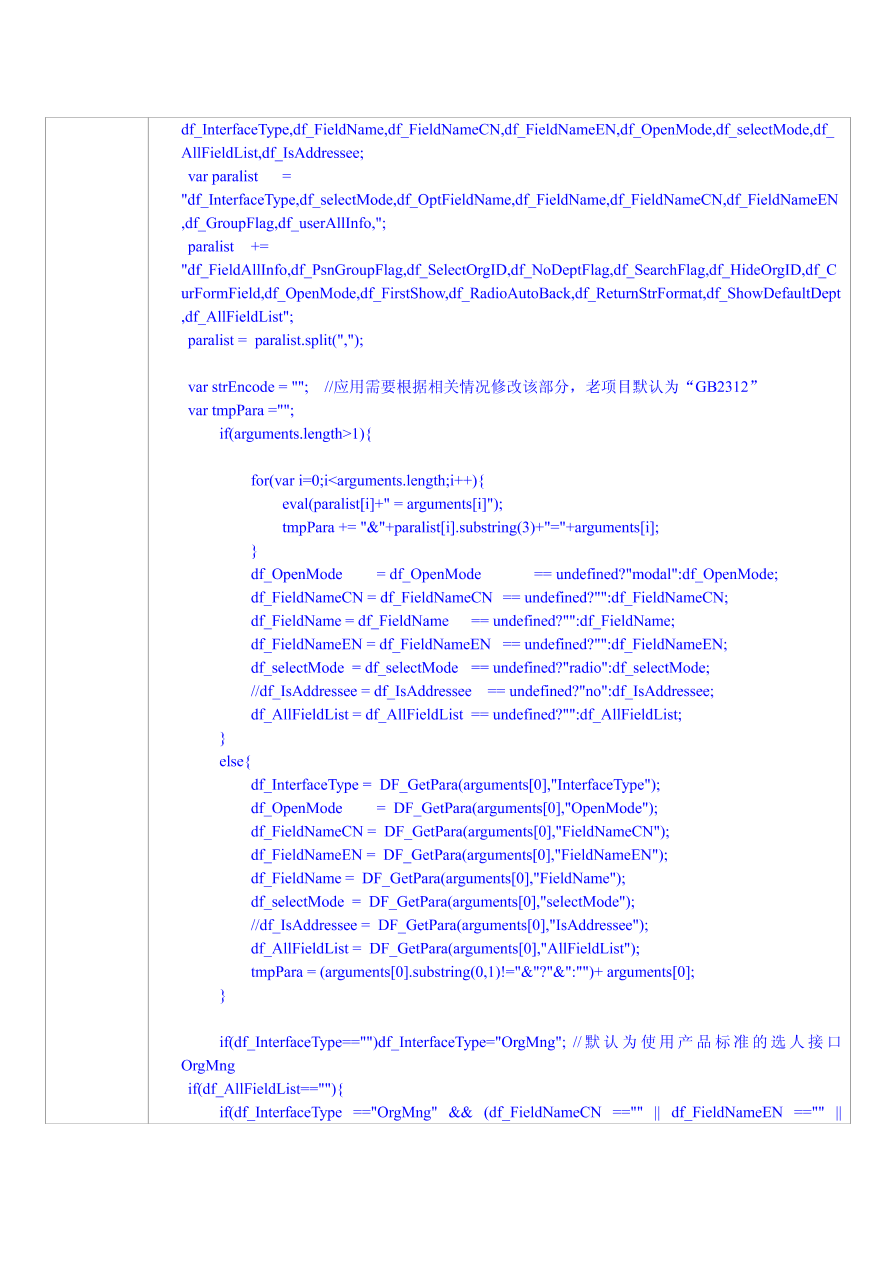 df_InterfaceType,df_FieldName,df_FieldNameCN,df_FieldNameEN,df_OpenMode,df_selectMode,df_
AllFieldList,df_IsAddressee;
var paralist =
"df_InterfaceType,df_selectMode,df_OptFieldName,df_FieldName,df_FieldNameCN,df_FieldNameEN
,df_GroupFlag,df_userAllInfo,";
paralist +=
"df_FieldAllInfo,df_PsnGroupFlag,df_SelectOrgID,df_NoDeptFlag,df_SearchFlag,df_HideOrgID,df_C
urFormField,df_OpenMode,df_FirstShow,df_RadioAutoBack,df_ReturnStrFormat,df_ShowDefaultDept
,df_AllFieldList";
paralist = paralist.split(",");
var strEncode = ""; //应用需要根据相关情况修改该部分，老项目默认为“GB2312”
var tmpPara ="";
if(arguments.length>1){
for(var i=0;i<arguments.length;i++){
eval(paralist[i]+" = arguments[i]");
tmpPara += "&"+paralist[i].substring(3)+"="+arguments[i];
}
df_OpenMode = df_OpenMode == undefined?"modal":df_OpenMode;
df_FieldNameCN = df_FieldNameCN == undefined?"":df_FieldNameCN;
df_FieldName = df_FieldName == undefined?"":df_FieldName;
df_FieldNameEN = df_FieldNameEN == undefined?"":df_FieldNameEN;
df_selectMode = df_selectMode == undefined?"radio":df_selectMode;
//df_IsAddressee = df_IsAddressee == undefined?"no":df_IsAddressee;
df_AllFieldList = df_AllFieldList == undefined?"":df_AllFieldList;
}
else{
df_InterfaceType = DF_GetPara(arguments[0],"InterfaceType");
df_OpenMode = DF_GetPara(arguments[0],"OpenMode");
df_FieldNameCN = DF_GetPara(arguments[0],"FieldNameCN");
df_FieldNameEN = DF_GetPara(arguments[0],"FieldNameEN");
df_FieldName = DF_GetPara(arguments[0],"FieldName");
df_selectMode = DF_GetPara(arguments[0],"selectMode");
//df_IsAddressee = DF_GetPara(arguments[0],"IsAddressee");
df_AllFieldList = DF_GetPara(arguments[0],"AllFieldList");
tmpPara = (arguments[0].substring(0,1)!="&"?"&":"")+ arguments[0];
}
if(df_InterfaceType=="")df_InterfaceType="OrgMng"; //默认为使用产品标准的选人接口
OrgMng
if(df_AllFieldList==""){
if(df_InterfaceType =="OrgMng" && (df_FieldNameCN =="" || df_FieldNameEN =="" ||